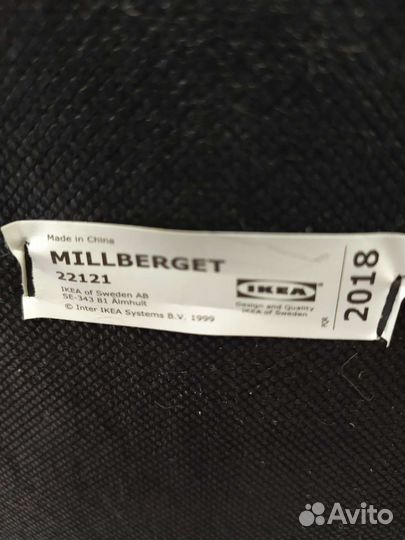 Made in China
MILLBERGET
22121
IKEA of Sweden AB
SE-343 81 Älmhult
© Inter IKEA Systems B.V. 1999
IKEA
Design and Quality
IKEA of Sweden
2018
Avito